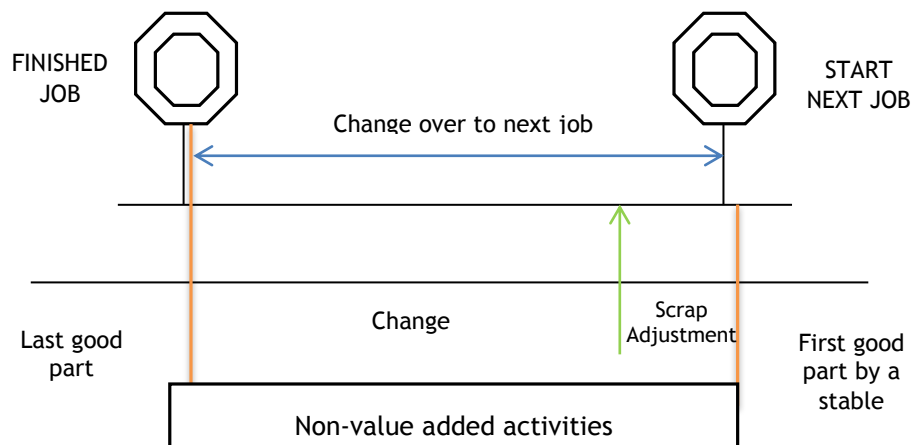 FINISHED
JOB
Change over to next job
START
NEXT JOB
Last good
part
Change
Scrap
Adjustment
First good
part by a
stable
Non-value added activities